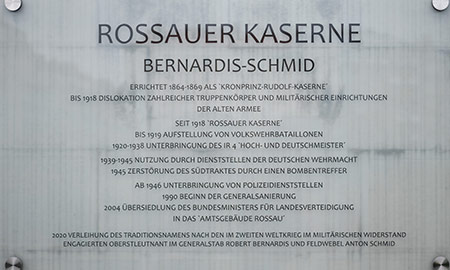 ROSSAUER KASERNE
BERNARDIS-SCHMID
ERRICHTET 1864-1869 ALS "KRONPRINZ-RUDOLF-KASERNE"
BIS 1918 DISLOKATION ZAHLREICHER TRUPPENKÖRPER UND MILITÄRISCHER EINRICHTUNGEN
DER ALTEN ARMEE
SEIT 1918 "ROSSAUER KASERNE"
BIS 1919 AUFSTELLUNG VON VOLKSWEHRBATAILLONEN
1920-1938 UNTERBRINGUNG DES IR 4 "HOCH- UND DEUTSCHMEISTER"
1939-1945 NUTZUNG DURCH DIENSTSTELLEN DER DEUTSCHEN WEHRMACHT
1945 ZERSTÖRUNG DES SÜDTRAKTES DURCH EINEN BOMBENTREFFER
AB 1946 UNTERBRINGUNG VON POLIZEIDIENSTSTELLEN
1990 BEGINN DER GENERALSANIERUNG
2004 ÜBERSIEDLUNG DES BUNDESMINISTERS FÜR LANDESVERTEIDIGUNG
IN DAS "AMTSGEBÄUDE ROSSAU"
2020 VERLEIHUNG DES TRADITIONSNAMENS NACH DEN IM ZWEITEN WELTKRIEG IM MILITÄRISCHEN WIDERSTAND
ENGAGIERTEN OBERSTLEUTNANT IM GENERALSTAB ROBERT BERNARDIS UND FELDWEBEL ANTON SCHMID